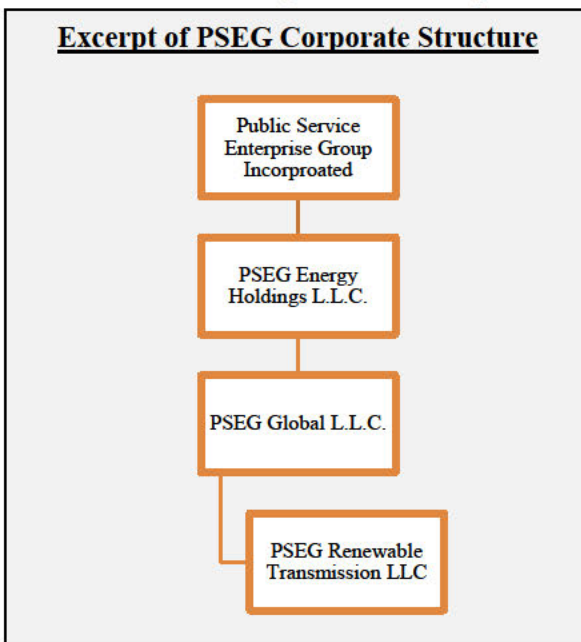 Excerpt of PSEG Corporate Structure
Public Service
Enterprise Group
Incorproated
PSEG Energy
Holdings L.L.C.
PSEG Global L.L.C.
PSEG Renewable
Transmission LLC